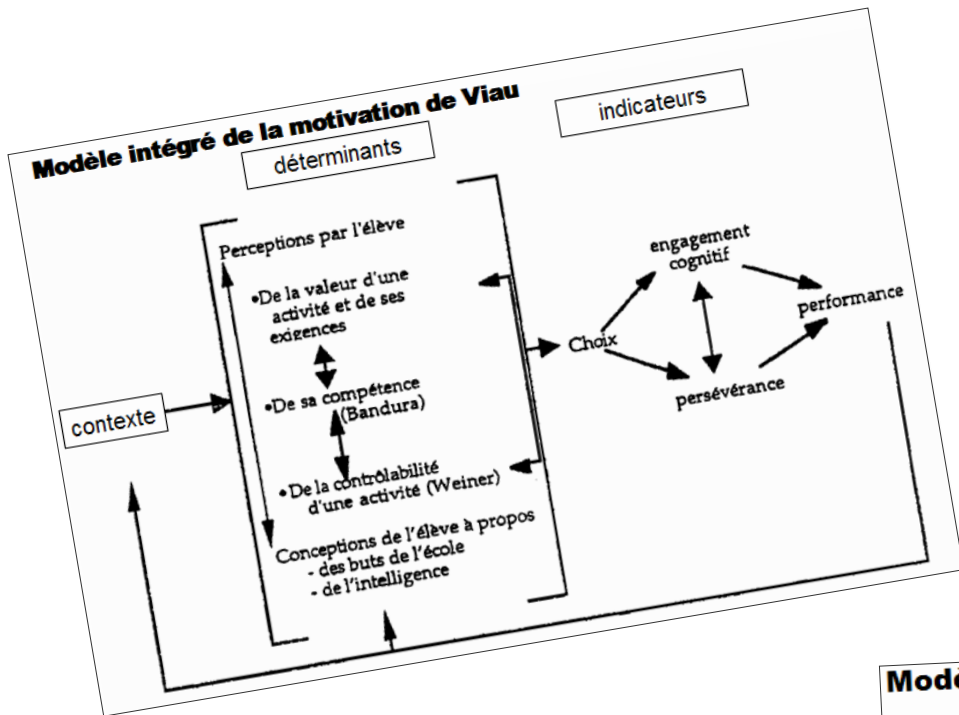 Modèle intégré de la motivation de Viau
déterminants
indicateurs
Perceptions par l'élève
•De la valeur d'une
activité et de ses
exigences
•De sa compétence
(Bandura)
•De la contrôlabilité
d'une activité (Weiner)
Conceptions de l'élève à propos
- des buts de l'école
- de l'intelligence
contexte
Choix
engagement
cognitif
persévérance
performance